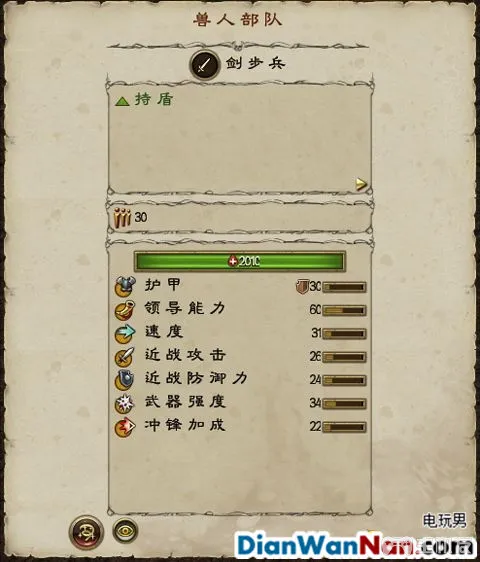 兽人部队
剑步兵
持盾
30
2010
护甲 30
领导能力 60
速度 31
近战攻击 26
近战防御力 24
武器强度 34
冲锋加成 22
电玩男
DianWanNan.com